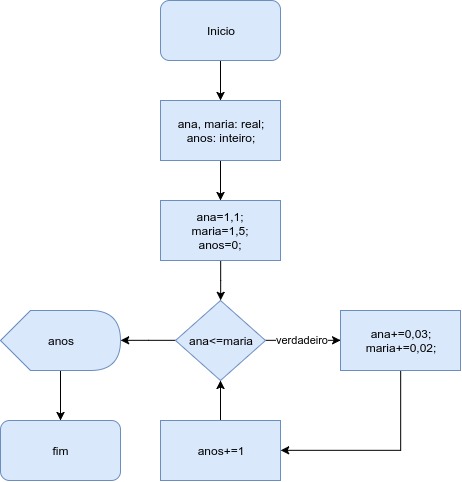 Inicio
ana, maria: real;
anos: inteiro;
ana=1,1;
maria=1,5;
anos=0;
anos
ana<=maria
verdadeiro
ana+=0,03;
maria+=0,02;
fim
anos+=1